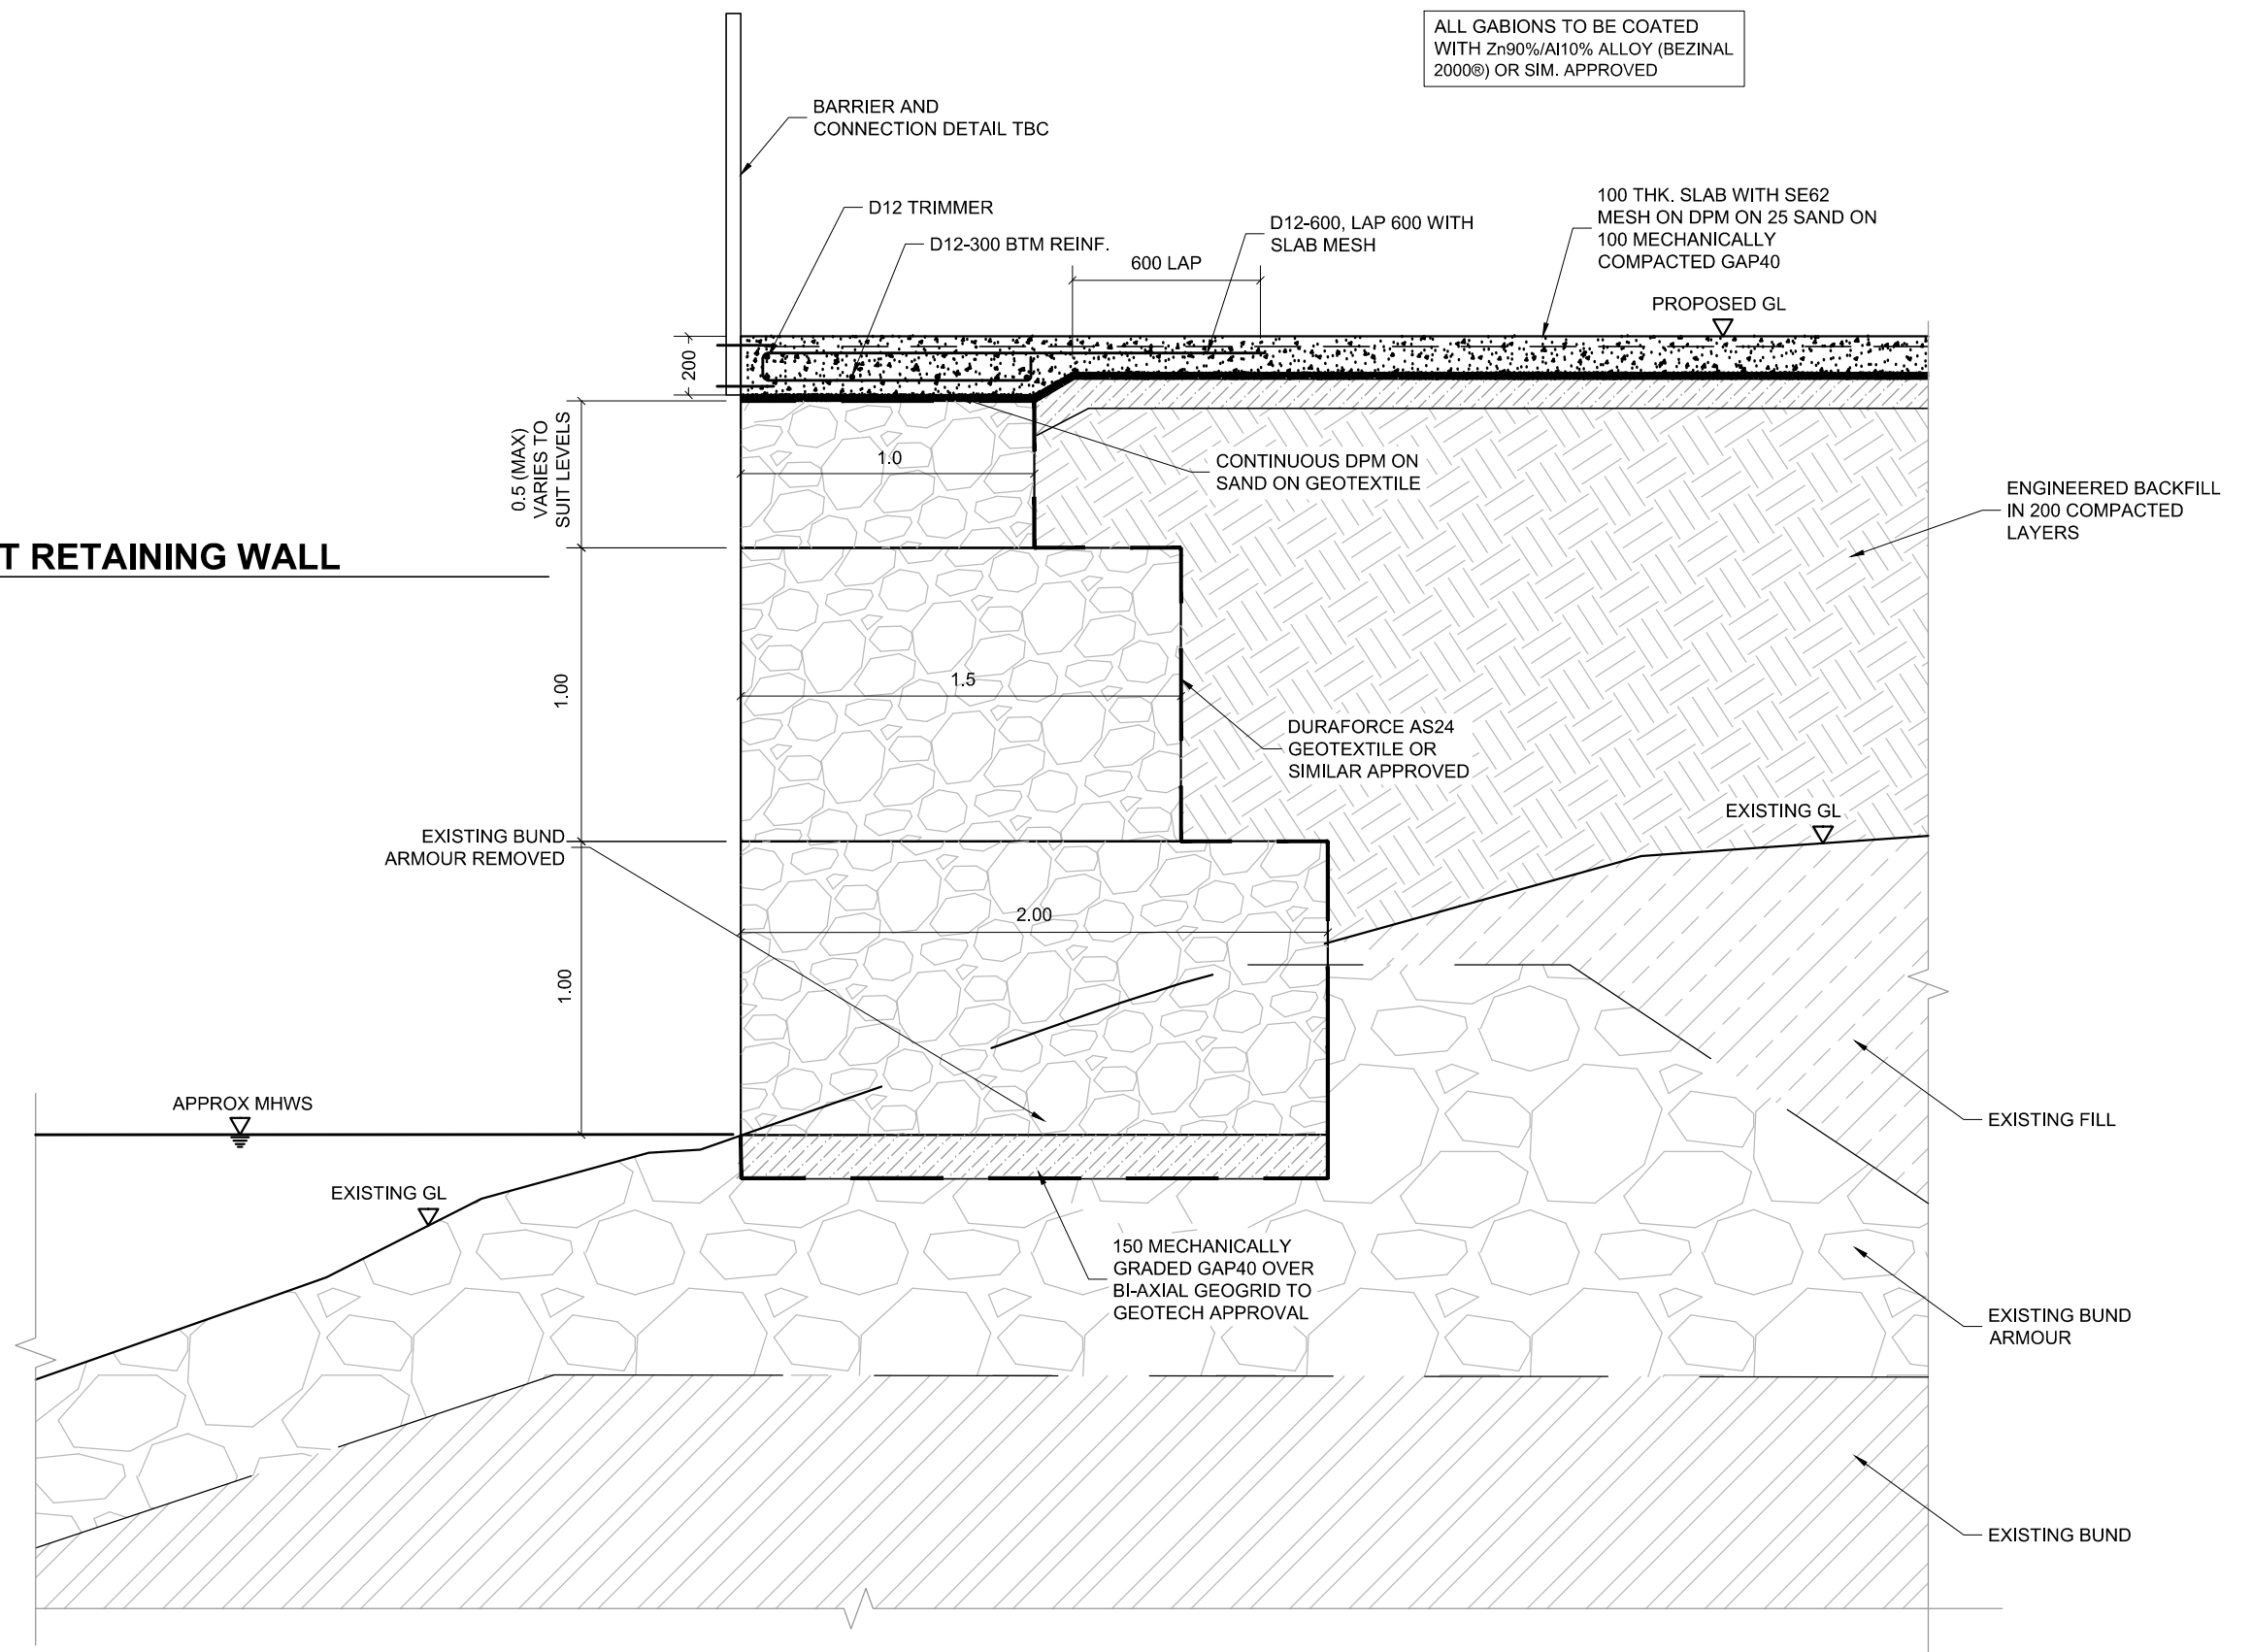 ALL GABIONS TO BE COATED
WITH Zn90%/Al10% ALLOY (BEZINAL
2000®) OR SIM. APPROVED
BARRIER AND
CONNECTION DETAIL TBC
D12 TRIMMER
D12-300 BTM REINF.
D12-600, LAP 600 WITH
SLAB MESH
600 LAP
100 THK. SLAB WITH SE62
MESH ON DPM ON 25 SAND ON
100 MECHANICALLY
COMPACTED GAP40
PROPOSED GL
200
0.5 (MAX)
VARIES TO
SUIT LEVELS
1.0
CONTINUOUS DPM ON
SAND ON GEOTEXTILE
ENGINEERED BACKFILL
IN 200 COMPACTED
LAYERS
T RETAINING WALL
1.00
1.5
DURAFORCE AS24
GEOTEXTILE OR
SIMILAR APPROVED
EXISTING GL
EXISTING BUND
ARMOUR REMOVED
2.00
1.00
APPROX MHWS
EXISTING FILL
EXISTING GL
150 MECHANICALLY
GRADED GAP40 OVER
BI-AXIAL GEOGRID TO
GEOTECH APPROVAL
EXISTING BUND
ARMOUR
EXISTING BUND